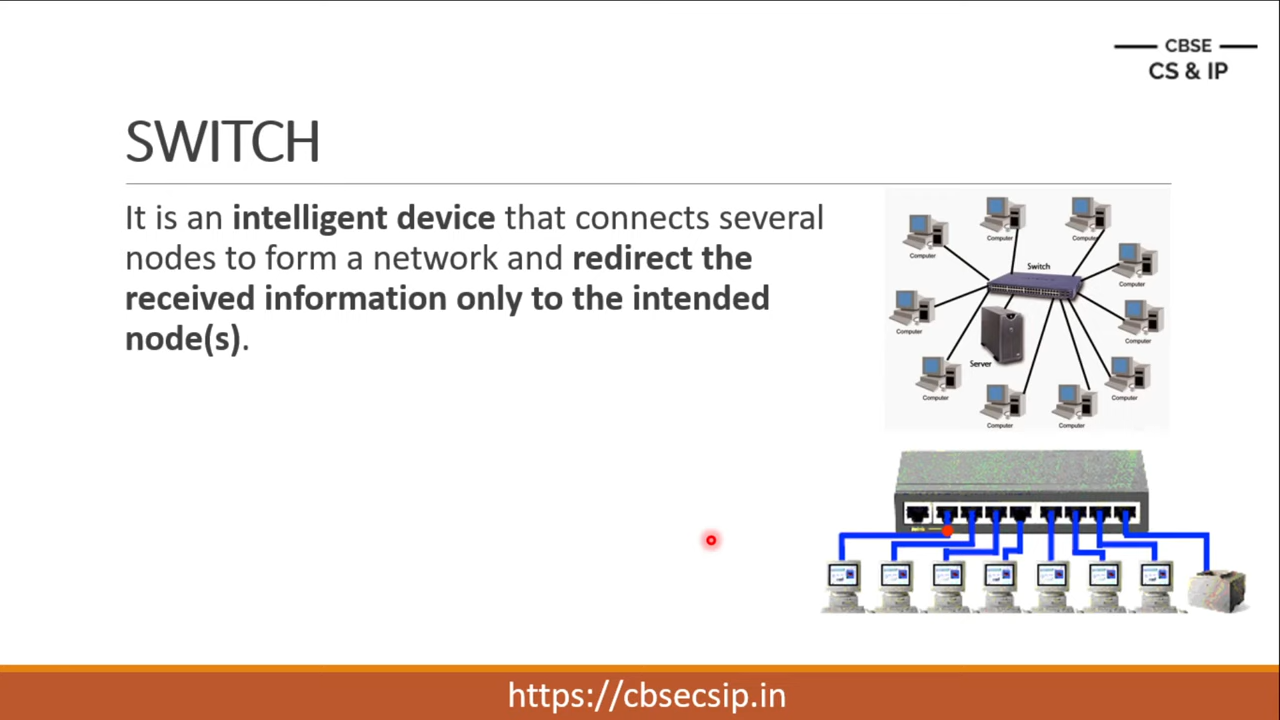 CBSE
CS & IP
SWITCH
It is an intelligent device that connects several
nodes to form a network and redirect the
received information only to the intended
node(s).
Computer
Computer
Computer
Switch
Computer
Computer
Computer
Server
Computer
Computer
Computer
Computer
https://cbsecsip.in